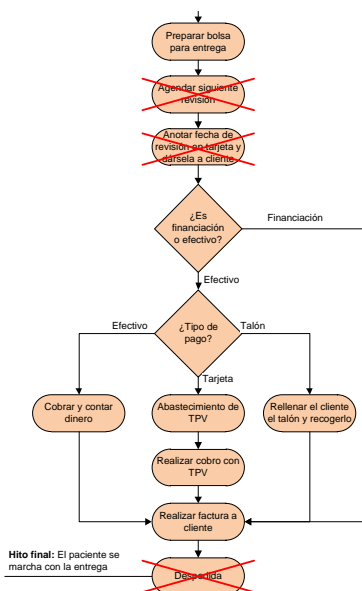 Preparar bolsa
para entrega
Agendar siguiente
revisión
Anotar fecha de
revisión en tarjeta y
dársela a cliente
¿Es
financiación
o efectivo?
Financiación
Efectivo
¿Tipo de
pago?
Efectivo
Talón
Tarjeta
Cobrar y contar
dinero
Abastecimiento de
TPV
Rellenar el cliente
el talón y recogerlo
Realizar cobro con
TPV
Realizar factura a
cliente
Hito final: El paciente se
marcha con la entrega
Despedida